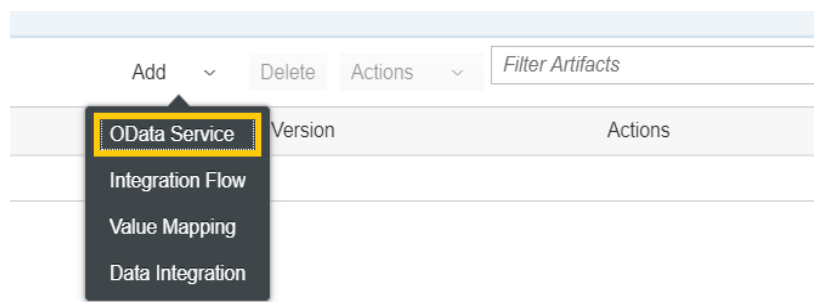 Add Delete Actions Filter Artifacts
OData Service Version Actions
Integration Flow
Value Mapping
Data Integration